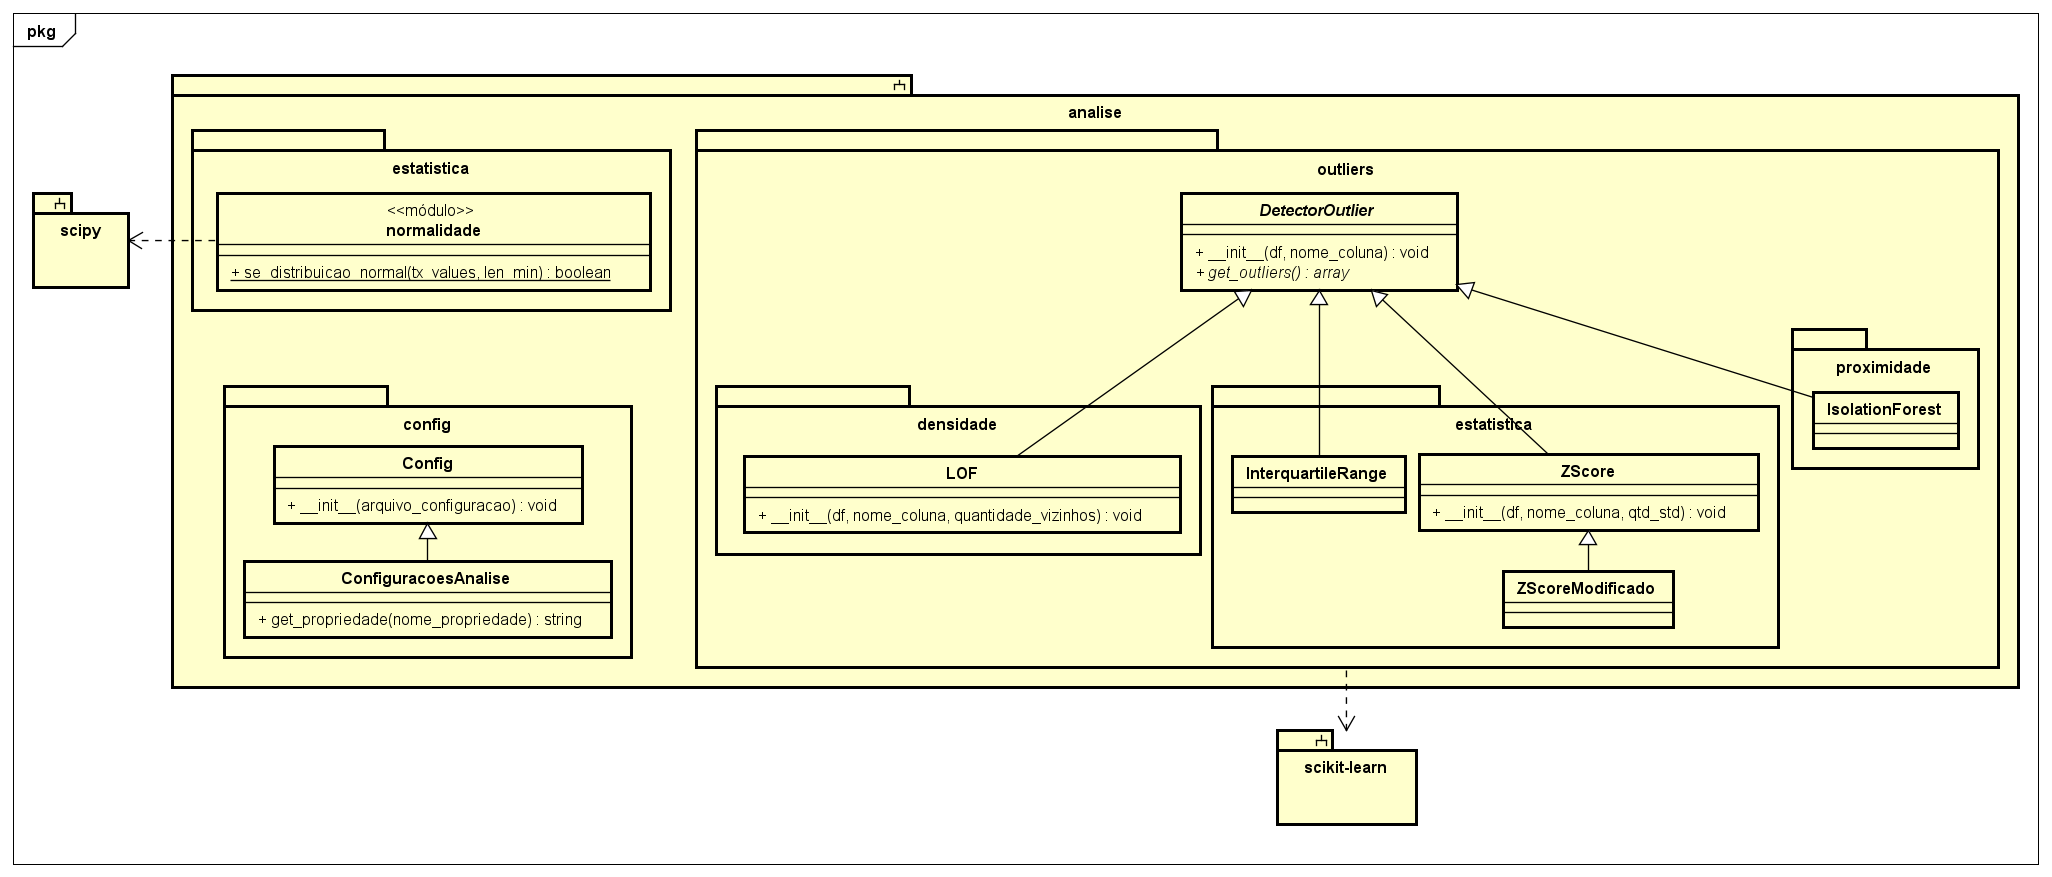 pkg
analise
estatistica
<<módulo>>
normalidade
+ se_distribuicao_normal(tx_values, len_min) : boolean
scipy
config
Config
+ __init__(arquivo_configuracao) : void
ConfiguracoesAnalise
+ get_propriedade(nome_propriedade) : string
outliers
DetectorOutlier
+ __init__(df, nome_coluna) : void
+ get_outliers() : array
densidade
LOF
+ __init__(df, nome_coluna, quantidade_vizinhos) : void
estatistica
InterquartileRange
ZScore
+ __init__(df, nome_coluna, qtd_std) : void
ZScoreModificado
proximidade
IsolationForest
scikit-learn